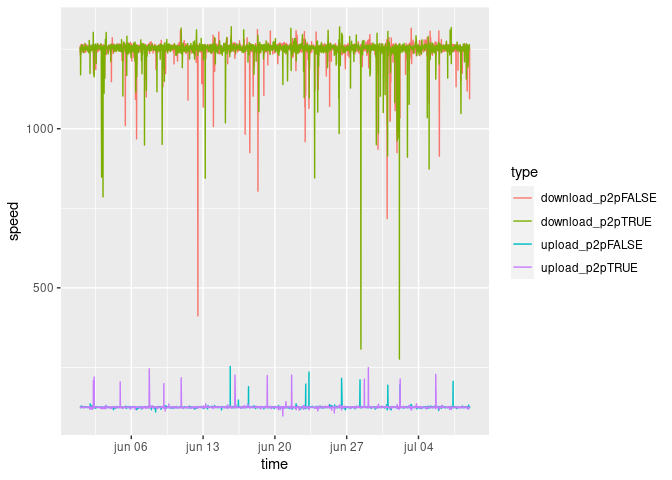 speed
1000
500
jun 06
jun 13
jun 20
jun 27
jul 04
time
type
download_p2pFALSE
download_p2pTRUE
upload_p2pFALSE
upload_p2pTRUE